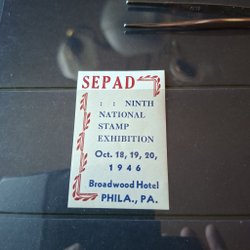 SEPAD
: : NINTH
NATIONAL
STAMP
EXHIBITION
Oct. 18, 19, 20,
1946
Broadwood Hotel
PHILA., PA.